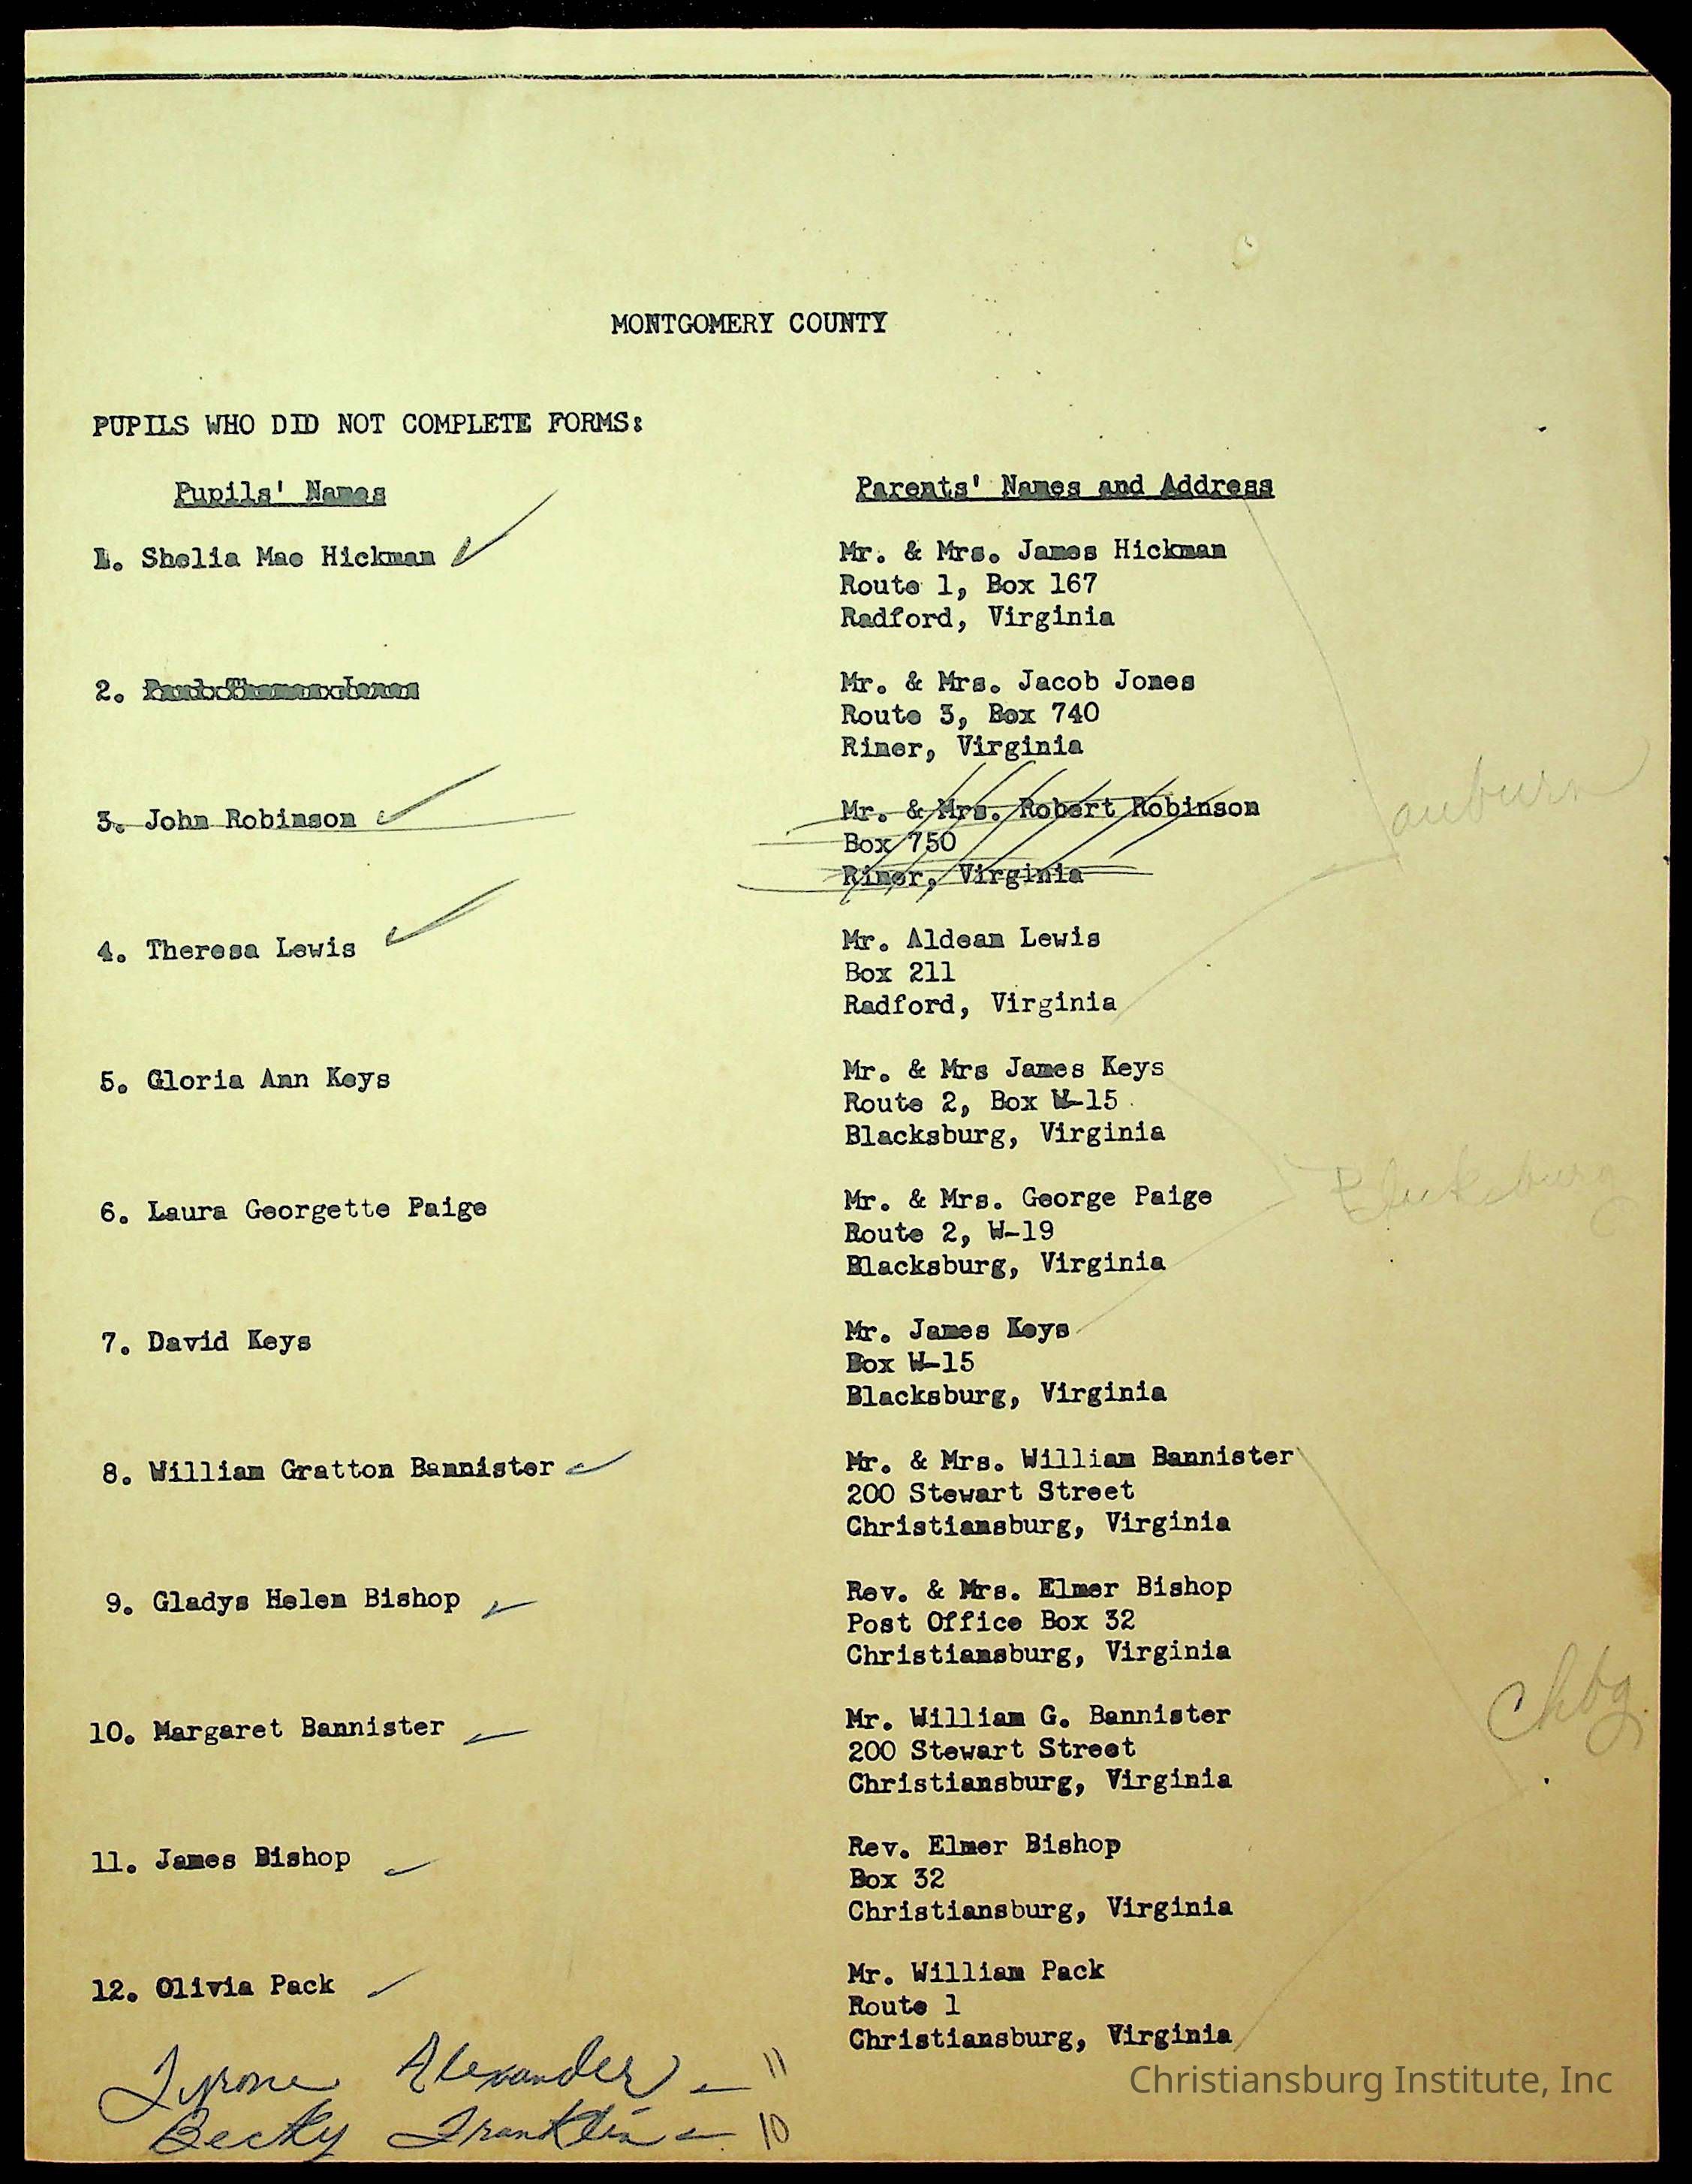 MONTGOMERY COUNTY
PUPILS WHO DID NOT COMPLETE FORMS:
Pupils' Names
Parents' Names and Address
1. Shelia Mae Hickman
Mr. & Mrs. James Hickman
Route 1, Box 167
Radford, Virginia
2. Paul Thomas Jones
Mr. & Mrs. Jacob Jones
Route 3, Box 740
Riner, Virginia
3. John Robinson
Mr. & Mrs. Robert Robinson
Box 750
Riner, Virginia
auburn
4. Theresa Lewis
Mr. Aldean Lewis
Box 211
Radford, Virginia
5. Gloria Ann Keys
Mr. & Mrs James Keys
Route 2, Box W-15
Blacksburg, Virginia
Blacksburg
6. Laura Georgette Paige
Mr. & Mrs. George Paige
Route 2, W-19
Blacksburg, Virginia
7. David Keys
Mr. James Keys
Box W-15
Blacksburg, Virginia
8. William Gratton Bannister
Mr. & Mrs. William Bannister
200 Stewart Street
Christiansburg, Virginia
9. Gladys Helen Bishop
Rev. & Mrs. Elmer Bishop
Post Office Box 32
Christiansburg, Virginia
Chbg.
10. Margaret Bannister
Mr. William G. Bannister
200 Stewart Street
Christiansburg, Virginia
11. James Bishop
Rev. Elmer Bishop
Box 32
Christiansburg, Virginia
12. Olivia Pack
Mr. William Pack
Route 1
Christiansburg, Virginia
Tyrone Alexander - 11
Becky Franklin - 10
Christiansburg Institute, Inc